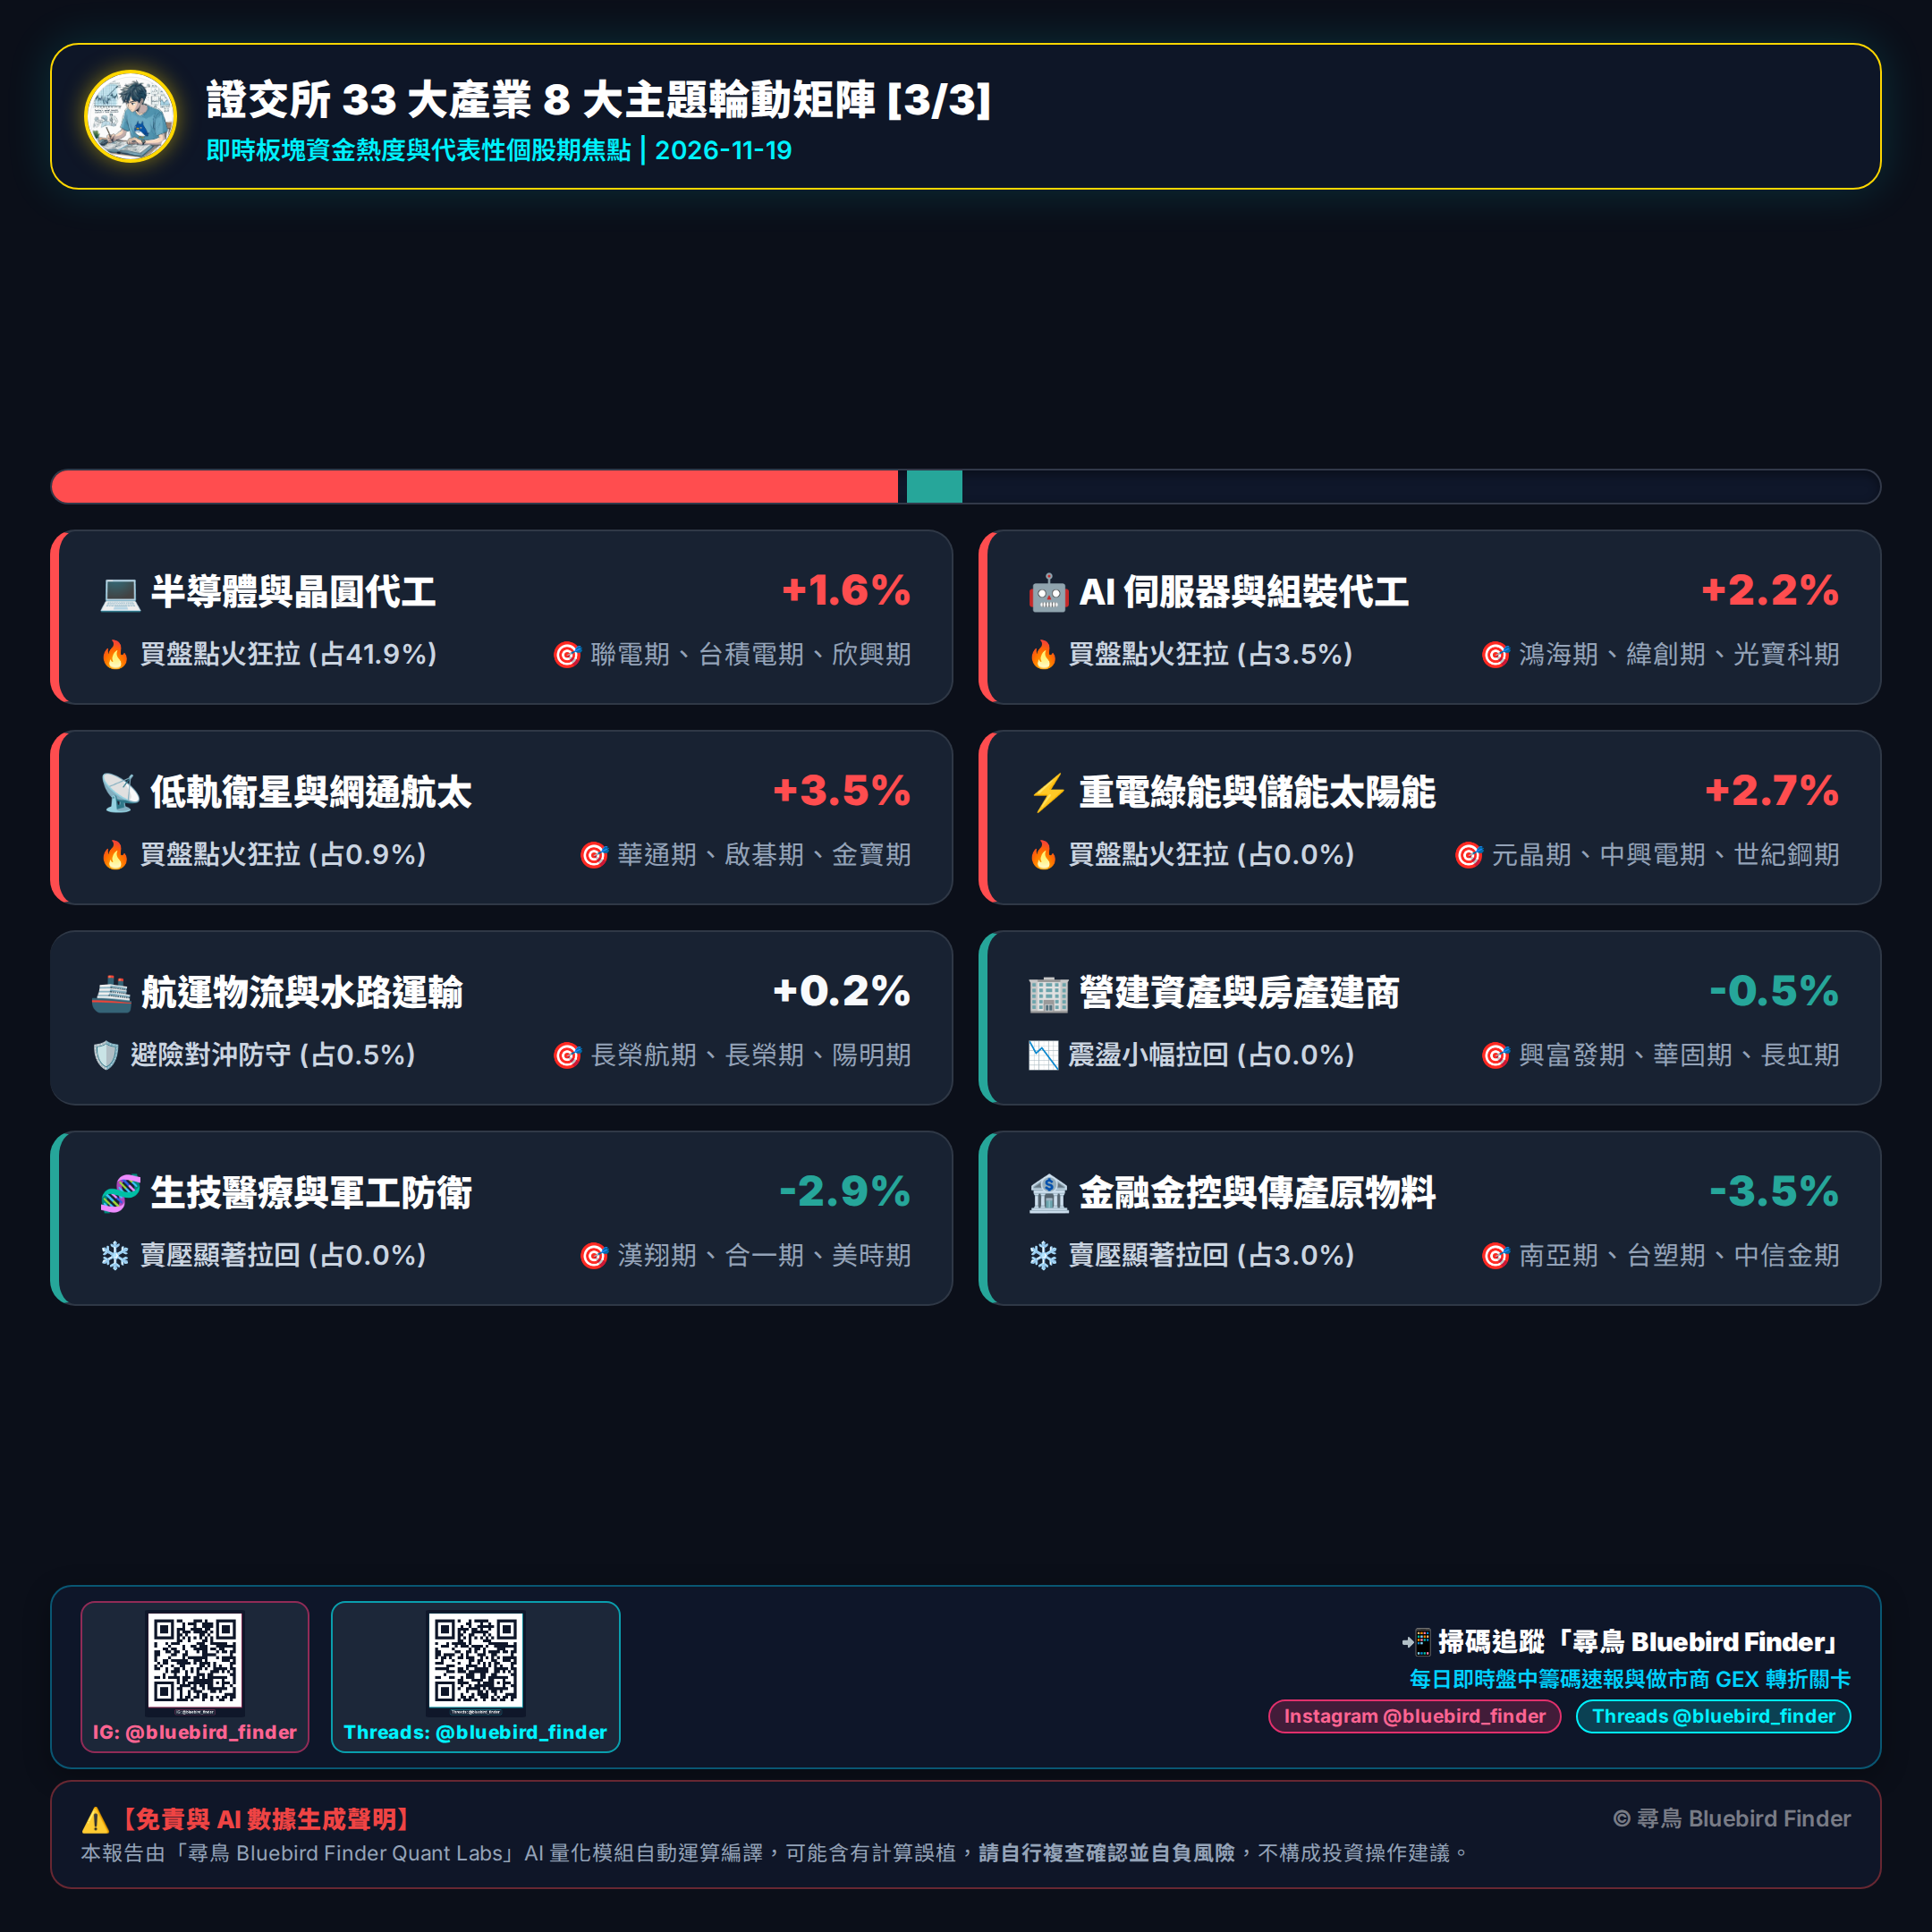 證交所 33 大產業 8 大主題輪動矩陣 [3/3]
即時板塊資金熱度與代表性個股期焦點 | 2026-11-19
💻 半導體與晶圓代工 +1.6%
🔥 買盤點火狂拉 (占41.9%) 🎯 聯電期、台積電期、欣興期
🤖 AI 伺服器與組裝代工 +2.2%
🔥 買盤點火狂拉 (占3.5%) 🎯 鴻海期、緯創期、光寶科期
📡 低軌衛星與網通航太 +3.5%
🔥 買盤點火狂拉 (占0.9%) 🎯 華通期、啟碁期、金寶期
⚡ 重電綠能與儲能太陽能 +2.7%
🔥 買盤點火狂拉 (占0.0%) 🎯 元晶期、中興電期、世紀鋼期
🚢 航運物流與水路運輸 +0.2%
🛡️ 避險對沖防守 (占0.5%) 🎯 長榮航期、長榮期、陽明期
🏢 營建資產與房產建商 -0.5%
📉 震盪小幅拉回 (占0.0%) 🎯 興富發期、華固期、長虹期
🧬 生技醫療與軍工防衛 -2.9%
❄️ 賣壓顯著拉回 (占0.0%) 🎯 漢翔期、合一期、美時期
🏦 金融金控與傳產原物料 -3.5%
❄️ 賣壓顯著拉回 (占3.0%) 🎯 南亞期、台塑期、中信金期
IG: @bluebird_finder
Threads: @bluebird_finder
IG: @bluebird_finder
Threads: @bluebird_finder
📲 掃碼追蹤「尋鳥 Bluebird Finder」
每日即時盤中籌碼速報與做市商 GEX 轉折關卡
Instagram @bluebird_finder
Threads @bluebird_finder
⚠️【免責與 AI 數據生成聲明】
© 尋鳥 Bluebird Finder
本報告由「尋鳥 Bluebird Finder Quant Labs」AI 量化模組自動運算編譯，可能含有計算誤植，請自行複查確認並自負風險，不構成投資操作建議。